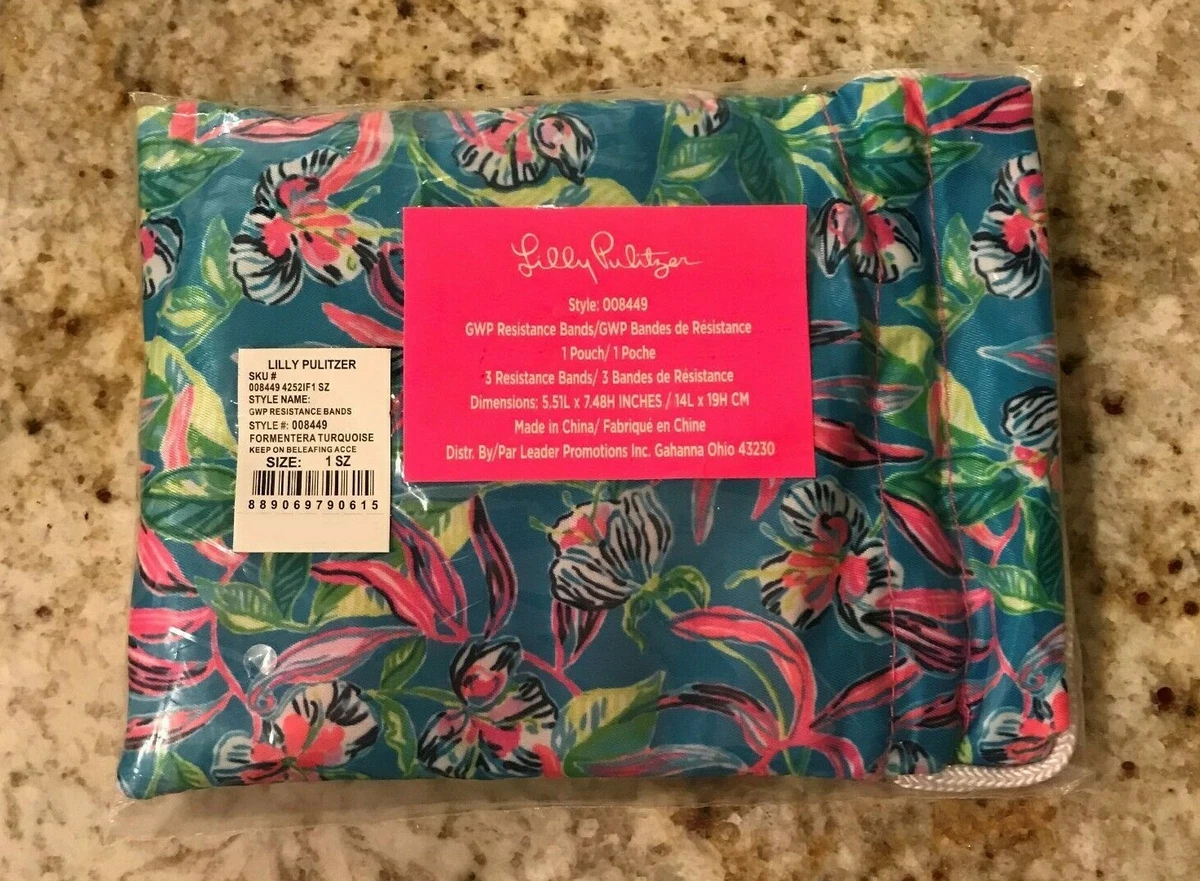 Lilly Pulitzer
Style: 008449
GWP Resistance Bands/GWP Bandes de Résistance
1 Pouch/ 1 Poche
3 Resistance Bands/ 3 Bandes de Résistance
Dimensions: 5.51L x 7.48H INCHES / 14L x 19H CM
Made in China/ Fabriqué en Chine
Distr. By/Par Leader Promotions Inc. Gahanna Ohio 43230
LILLY PULITZER
SKU #
008449 4252IF1 SZ
STYLE NAME:
GWP RESISTANCE BANDS
STYLE #: 008449
FORMENTERA TURQUOISE
KEEP ON BELEAFING ACCE
SIZE: 1 SZ
889069790615